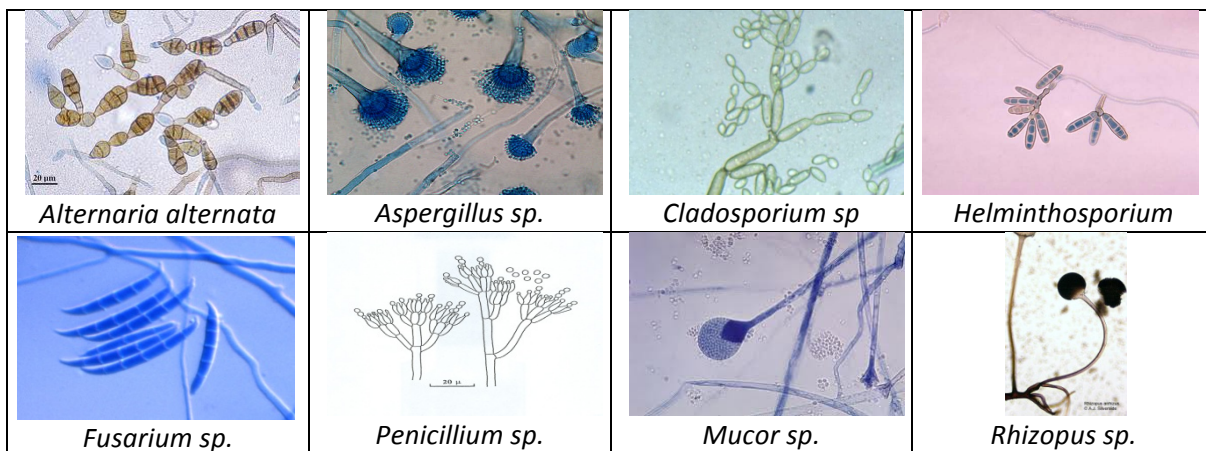 20 µm
Alternaria alternata
Aspergillus sp.
Cladosporium sp
Helminthosporium
Fusarium sp.
20 µ
Penicillium sp.
Mucor sp.
Rhizopus sp.